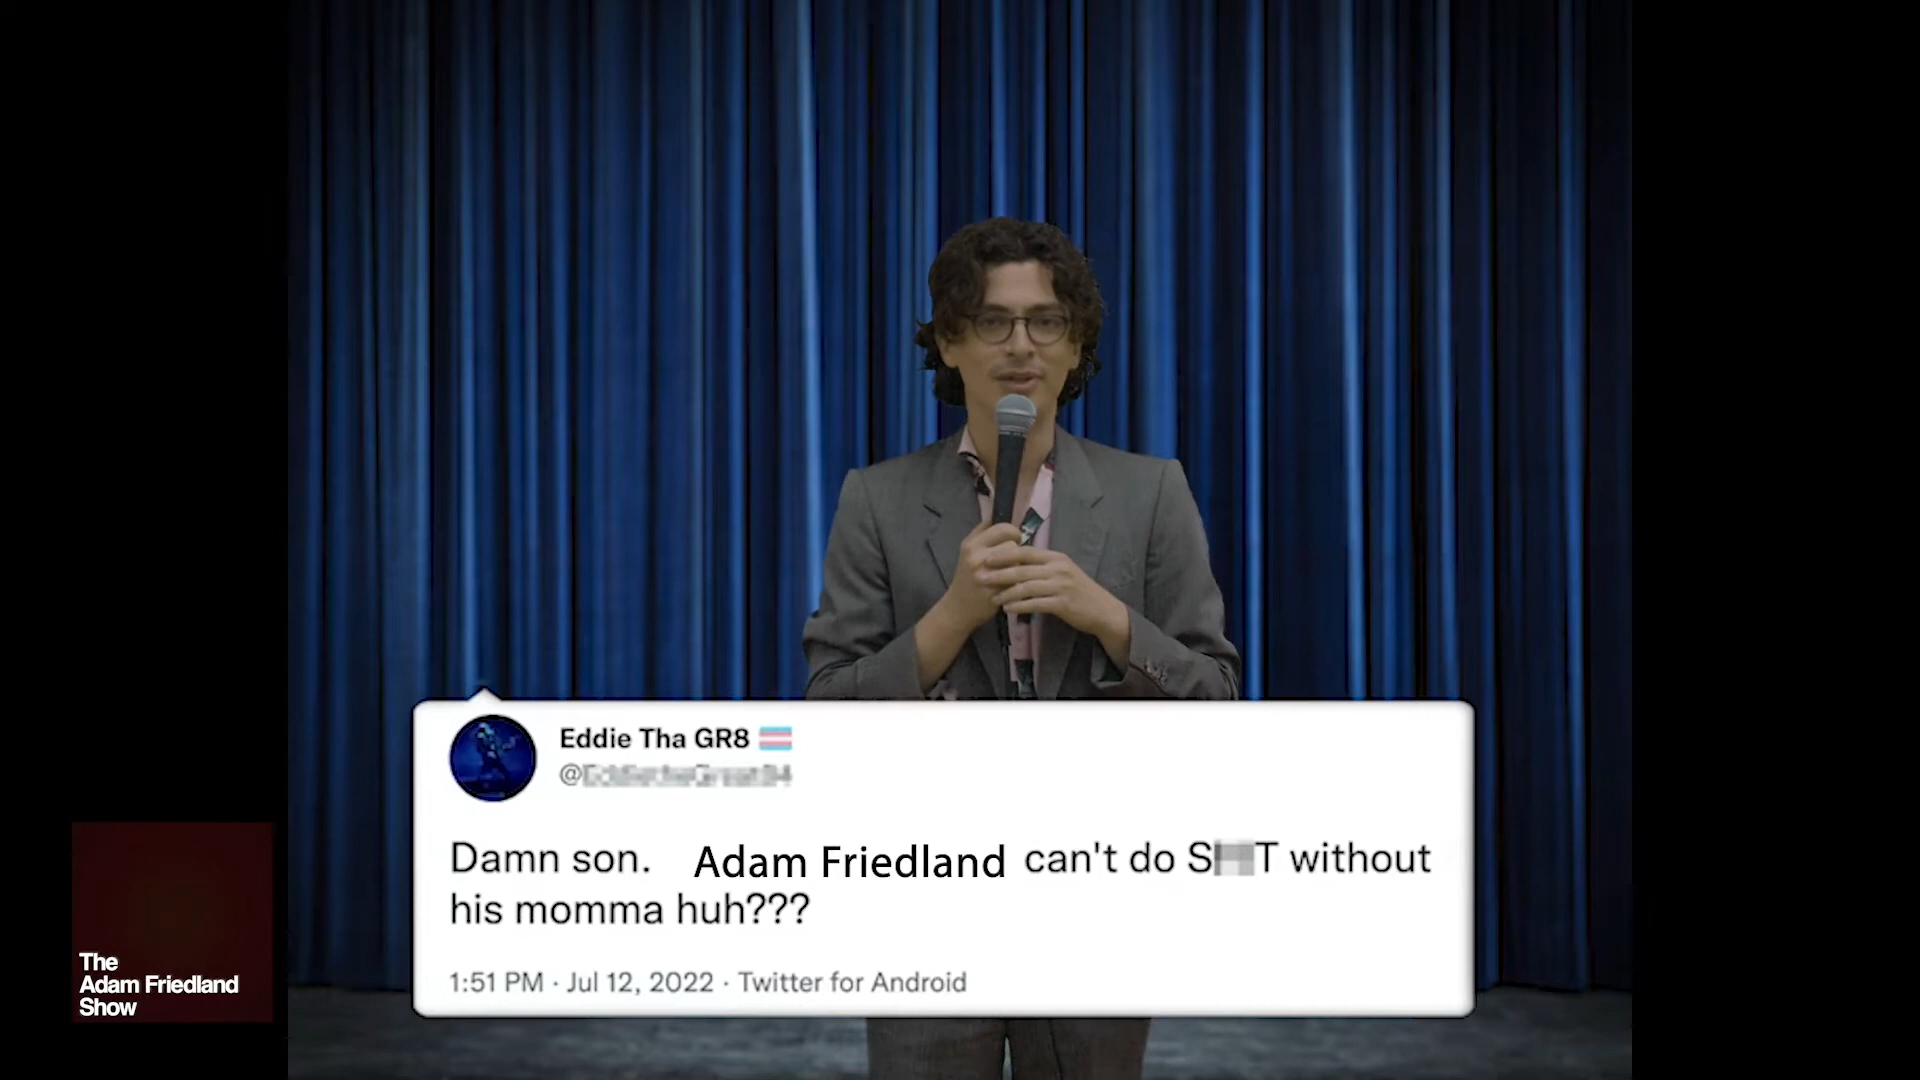 Eddie Tha GR8
Damn son. Adam Friedland can't do S T without
his momma huh???
1:51 PM · Jul 12, 2022 · Twitter for Android
The
Adam Friedland
Show